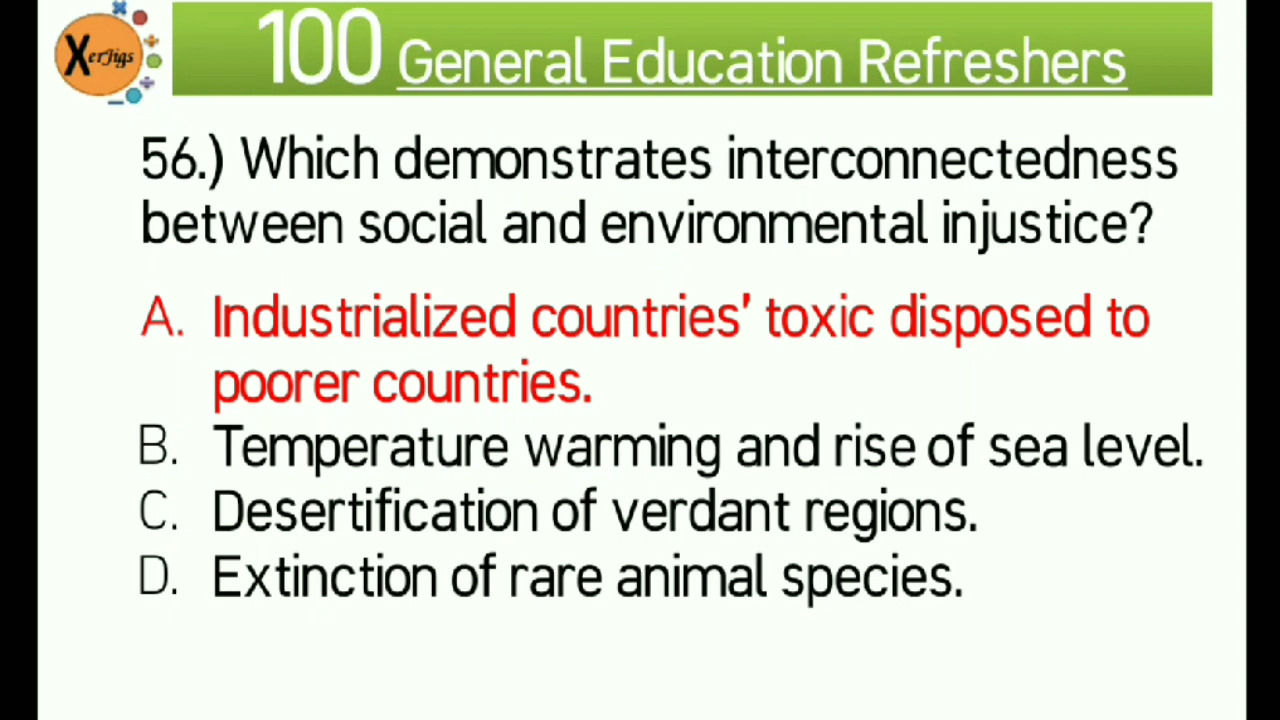 XerJigs
100 General Education Refreshers
56.) Which demonstrates interconnectedness
between social and environmental injustice?
A. Industrialized countries' toxic disposed to
poorer countries.
B. Temperature warming and rise of sea level.
C. Desertification of verdant regions.
D. Extinction of rare animal species.